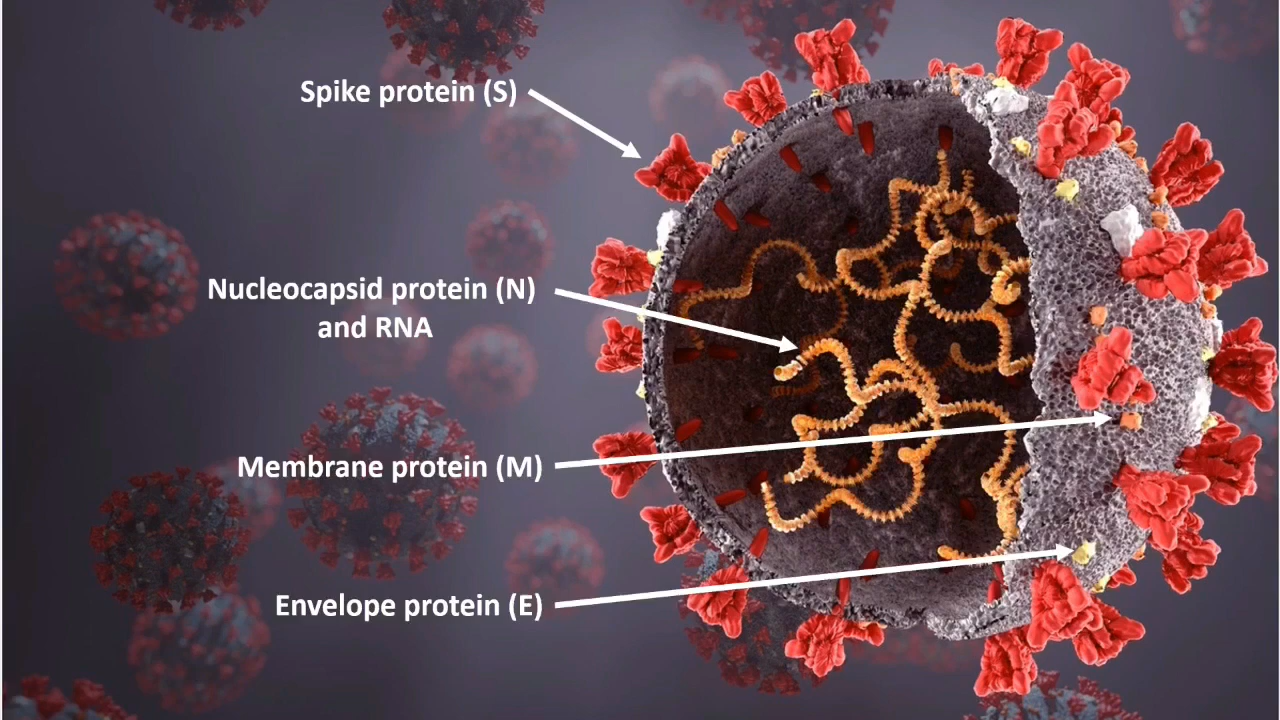 Spike protein (S)
Nucleocapsid protein (N)
and RNA
Membrane protein (M)
Envelope protein (E)